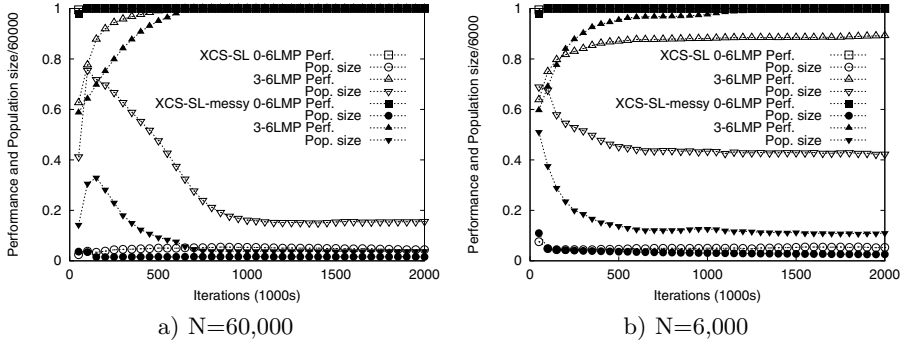 Performance and Population size/60000
1
0.8
0.6
0.4
0.2
0
XCS-SL 0-6LMP Perf.
Pop. size
3-6LMP Perf.
Pop. size
XCS-SL-messy 0-6LMP Perf.
Pop. size
3-6LMP Perf.
Pop. size
0 500 1000 1500 2000
Iterations (1000s)
a) N=60,000
Performance and Population size/6000
1
0.8
0.6
0.4
0.2
0
XCS-SL 0-6LMP Perf.
Pop. size
3-6LMP Perf.
Pop. size
XCS-SL-messy 0-6LMP Perf.
Pop. size
3-6LMP Perf.
Pop. size
0 500 1000 1500 2000
Iterations (1000s)
b) N=6,000